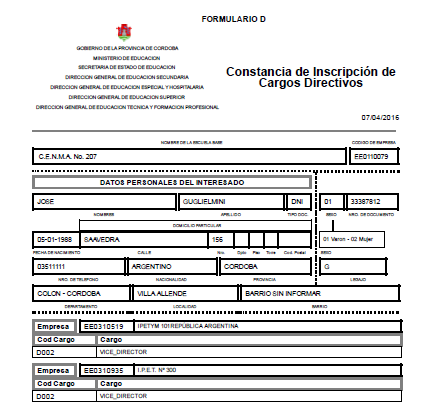 FORMULARIO D
GOBIERNO DE LA PROVINCIA DE CORDOBA
MINISTERIO DE EDUCACION
SECRETARIA DE ESTADO DE EDUCACION
DIRECCION GENERAL DE EDUCACION SECUNDARIA
DIRECCION GENERAL DE EDUCACION ESPECIAL Y HOSPITALARIA
DIRECCION GENERAL DE EDUCACION SUPERIOR
DIRECCION GENERAL DE EDUCACION TECNICA Y FORMACION PROFESIONAL
Constancia de Inscripción de
Cargos Directivos
07/04/2016
NOMBRE DE LA ESCUELA BASE CODIGO DE EMPRESA
C.E.N.M.A. No. 207 EE0110079
DATOS PERSONALES DEL INTERESADO
JOSE GUGLIELMINI DNI 01 33387812
NOMBRES APELLIDO TIPO DOC. SEXO NRO. DE DOCUMENTO
DOMICILIO PARTICULAR
05-01-1988 SAAVEDRA 156 01 Varon - 02 Mujer
FECHA DE NACIMIENTO CALLE Nro. Dpto Piso Torre Cod. Postal SEXO
03511111 ARGENTINO CORDOBA G
NRO. DE TELEFONO NACIONALIDAD PROVINCIA LEGAJO
COLON - CORDOBA VILLA ALLENDE BARRIO SIN INFORMAR
DEPARTAMENTO LOCALIDAD BARRIO
Empresa EE0310519 IPETYM 101 REPÚBLICA ARGENTINA
Cod Cargo Cargo
D002 VICE_DIRECTOR
Empresa EE0310935 I.P.E.T. Nº 300
Cod Cargo Cargo
D002 VICE_DIRECTOR